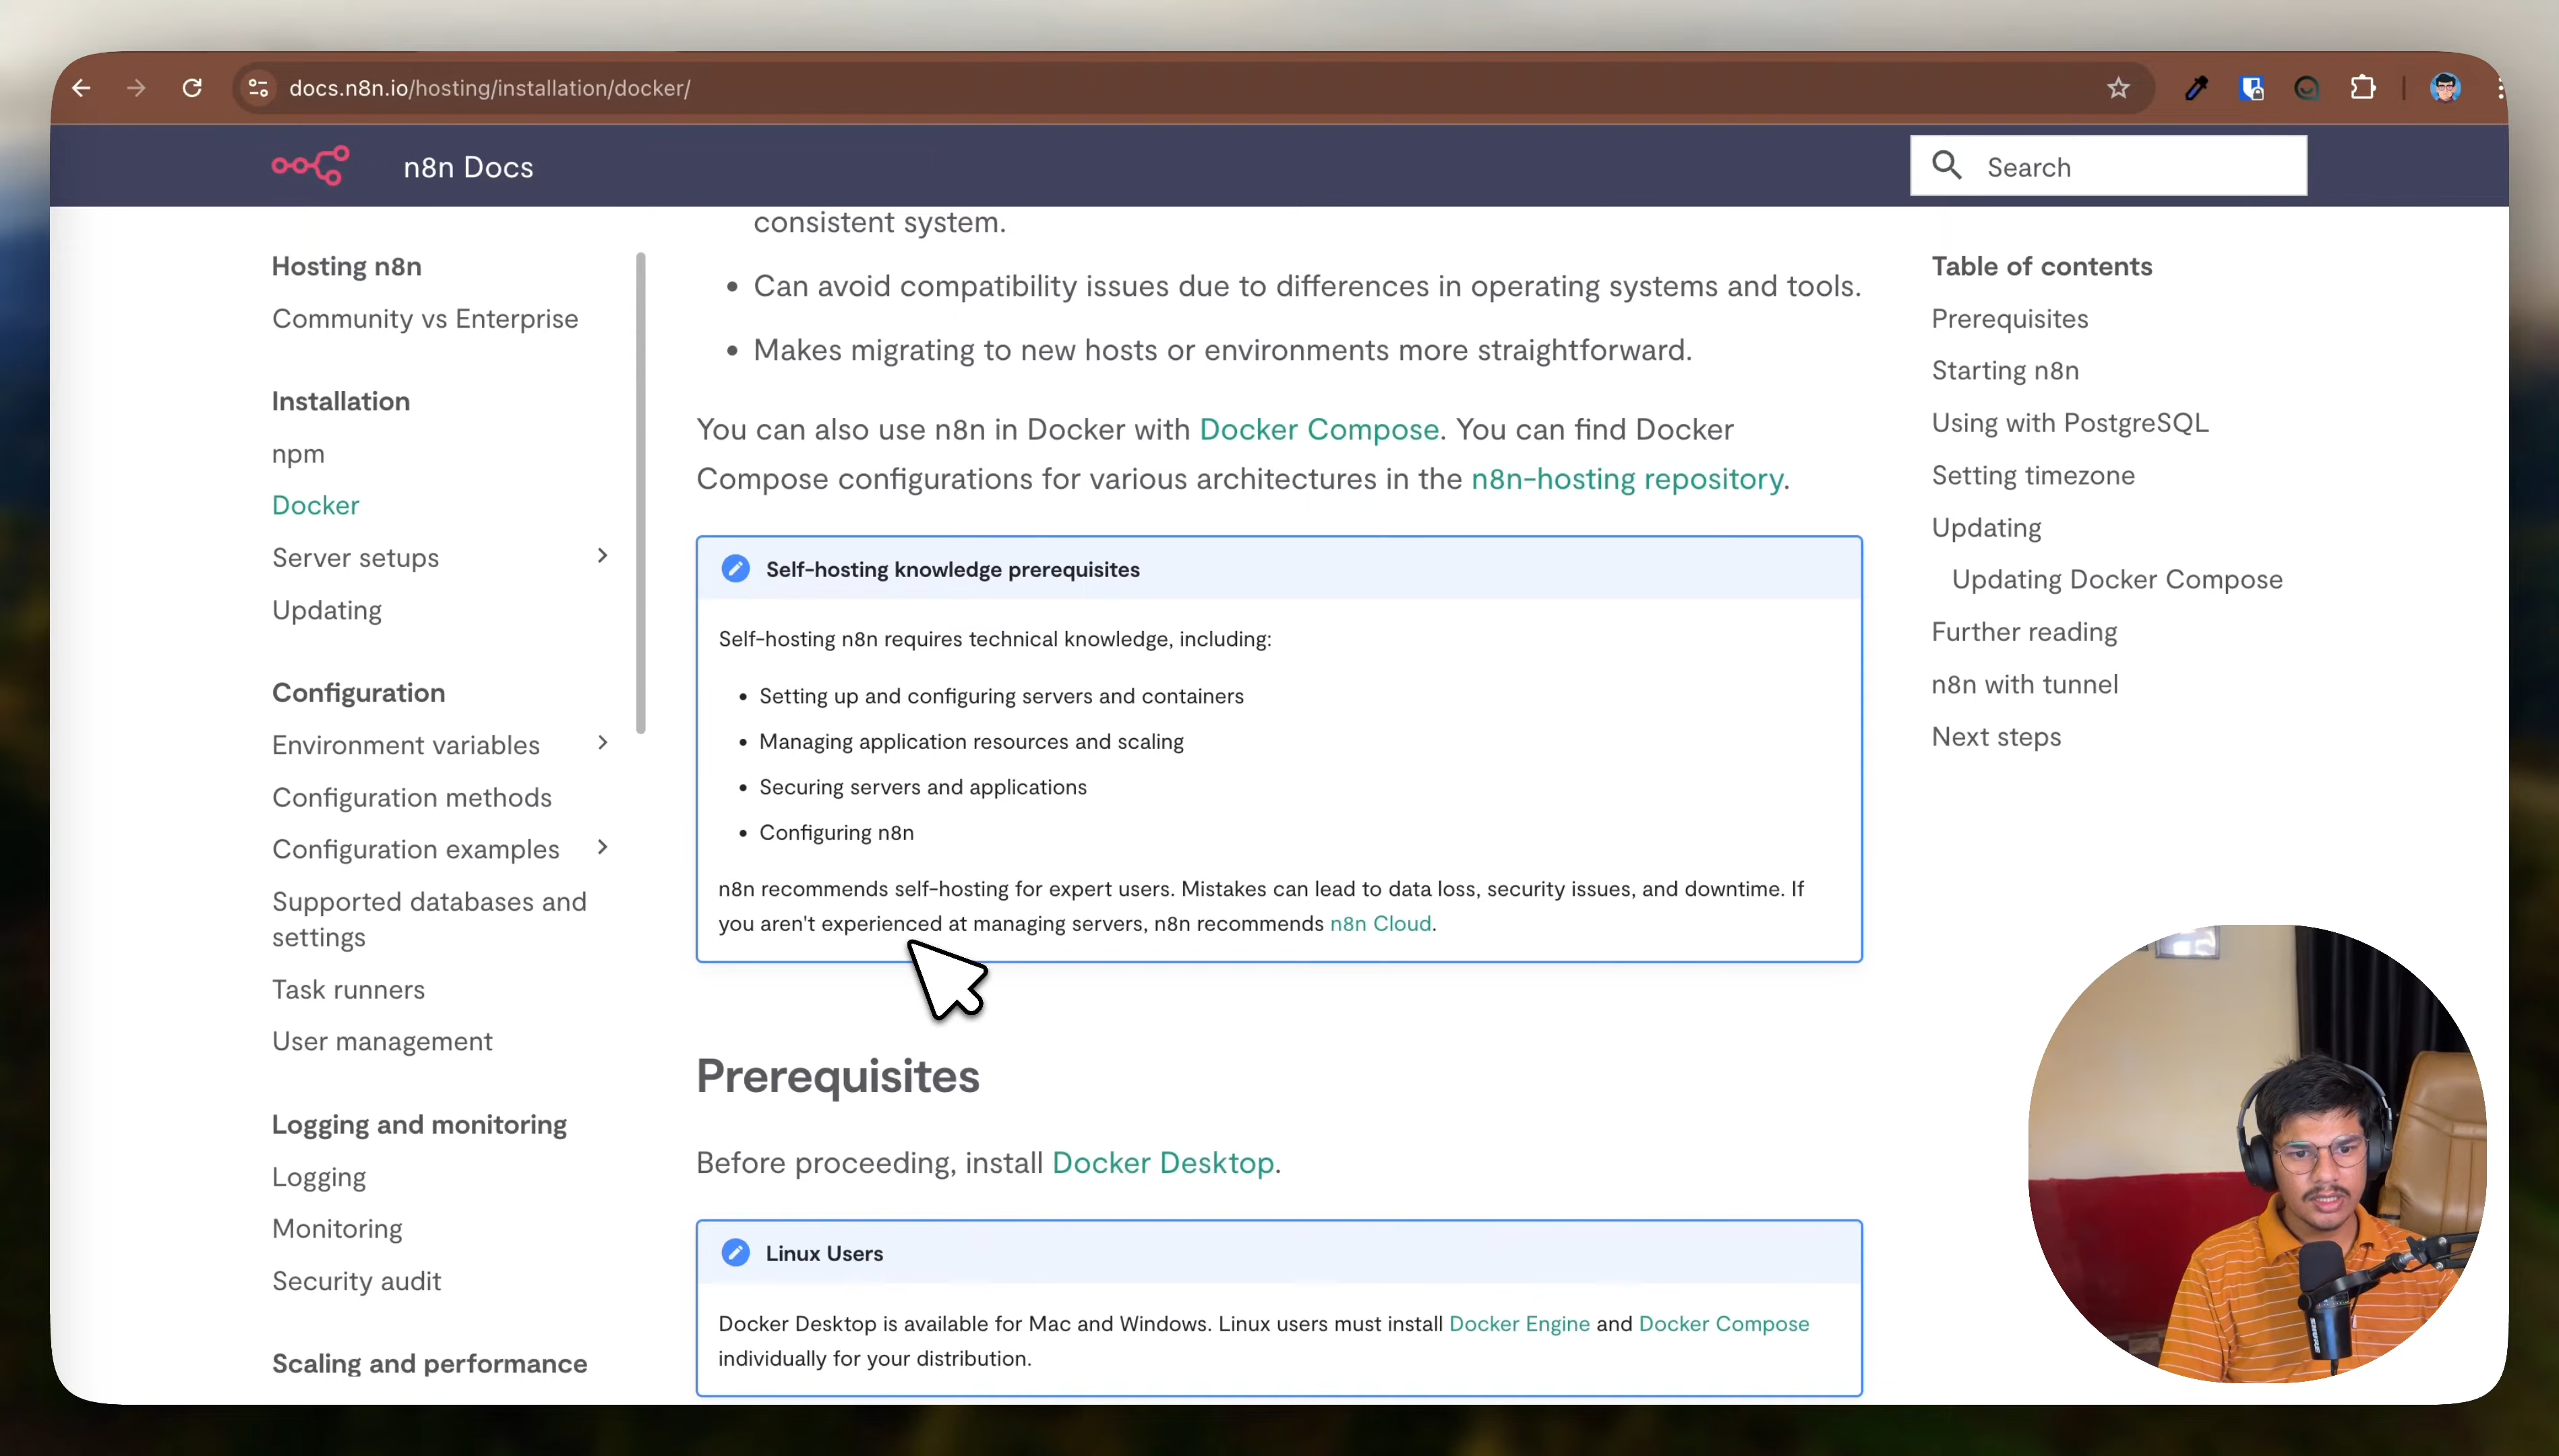 docs.n8n.io/hosting/installation/docker/
n8n Docs
Search
Hosting n8n
Community vs Enterprise
Installation
npm
Docker
Server setups
Updating
Configuration
Environment variables
Configuration methods
Configuration examples
Supported databases and
settings
Task runners
User management
Logging and monitoring
Logging
Monitoring
Security audit
Scaling and performance
consistent system.
• Can avoid compatibility issues due to differences in operating systems and tools.
• Makes migrating to new hosts or environments more straightforward.
You can also use n8n in Docker with Docker Compose. You can find Docker
Compose configurations for various architectures in the n8n-hosting repository.
Self-hosting knowledge prerequisites
Self-hosting n8n requires technical knowledge, including:
• Setting up and configuring servers and containers
• Managing application resources and scaling
• Securing servers and applications
• Configuring n8n
n8n recommends self-hosting for expert users. Mistakes can lead to data loss, security issues, and downtime. If
you aren't experienced at managing servers, n8n recommends n8n Cloud.
Prerequisites
Before proceeding, install Docker Desktop.
Linux Users
Docker Desktop is available for Mac and Windows. Linux users must install Docker Engine and Docker Compose
individually for your distribution.
Table of contents
Prerequisites
Starting n8n
Using with PostgreSQL
Setting timezone
Updating
Updating Docker Compose
Further reading
n8n with tunnel
Next steps
SHURE